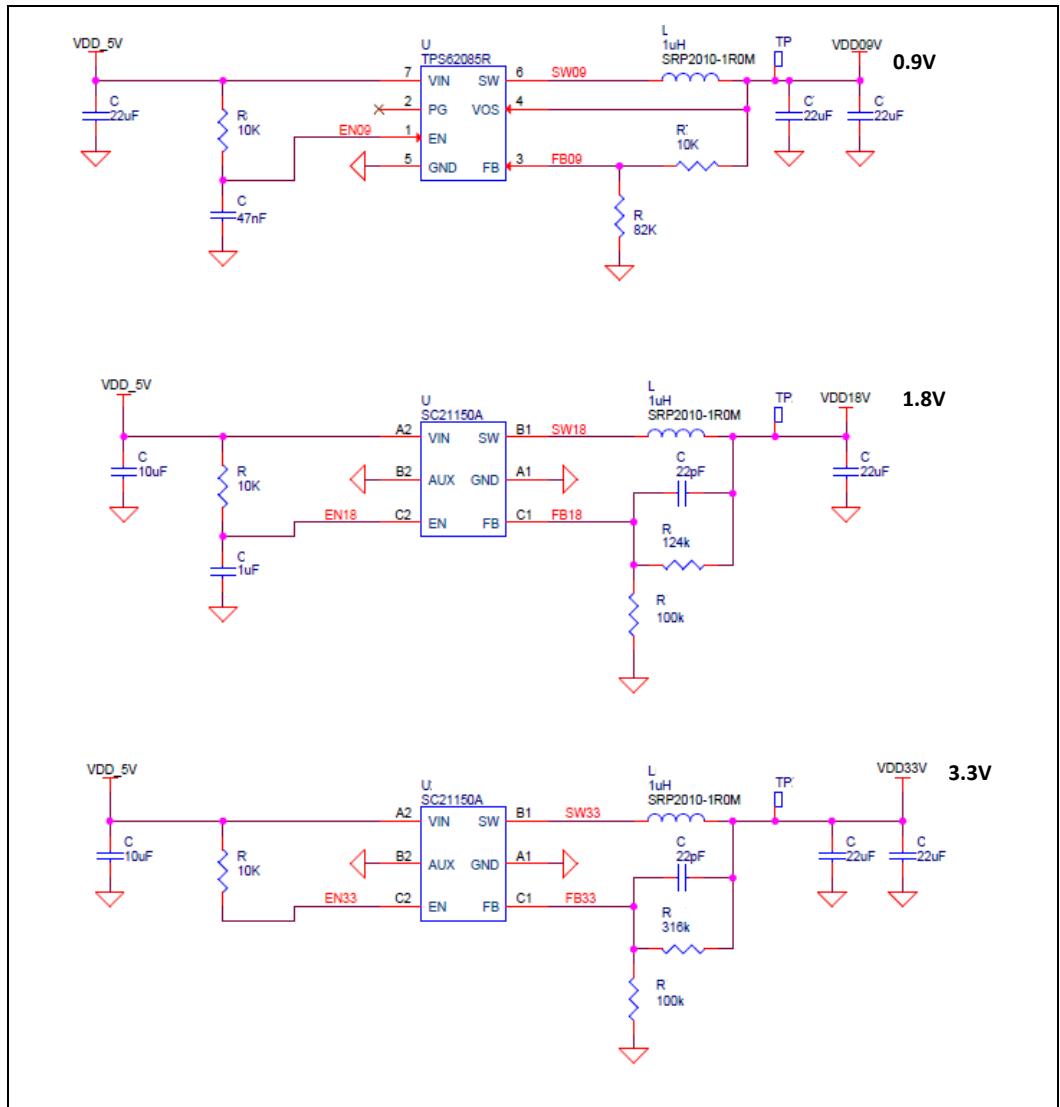 VDD_5V
U
TPS62085R
L
1uH
SRP2010-1R0M
TP
VDD09V
0.9V
7 VIN SW 6 SW09
C
22uF
R
10K
2 PG VOS 4
C
22uF
C
22uF
EN09 1 EN
R
10K
5 GND FB 3 FB09
C
47nF
R
82K
VDD_5V
U
SC21150A
L
1uH
SRP2010-1R0M
TP
VDD18V
1.8V
A2 VIN SW B1 SW18
C
10uF
R
10K
B2 AUX GND A1
C
22pF
C
22uF
EN18 C2 EN FB C1 FB18
C
1uF
R
124k
R
100k
VDD_5V
U
SC21150A
L
1uH
SRP2010-1R0M
TP
VDD33V
3.3V
A2 VIN SW B1 SW33
C
10uF
R
10K
B2 AUX GND A1
C
22pF
C
22uF
C
22uF
EN33 C2 EN FB C1 FB33
R
316k
R
100k